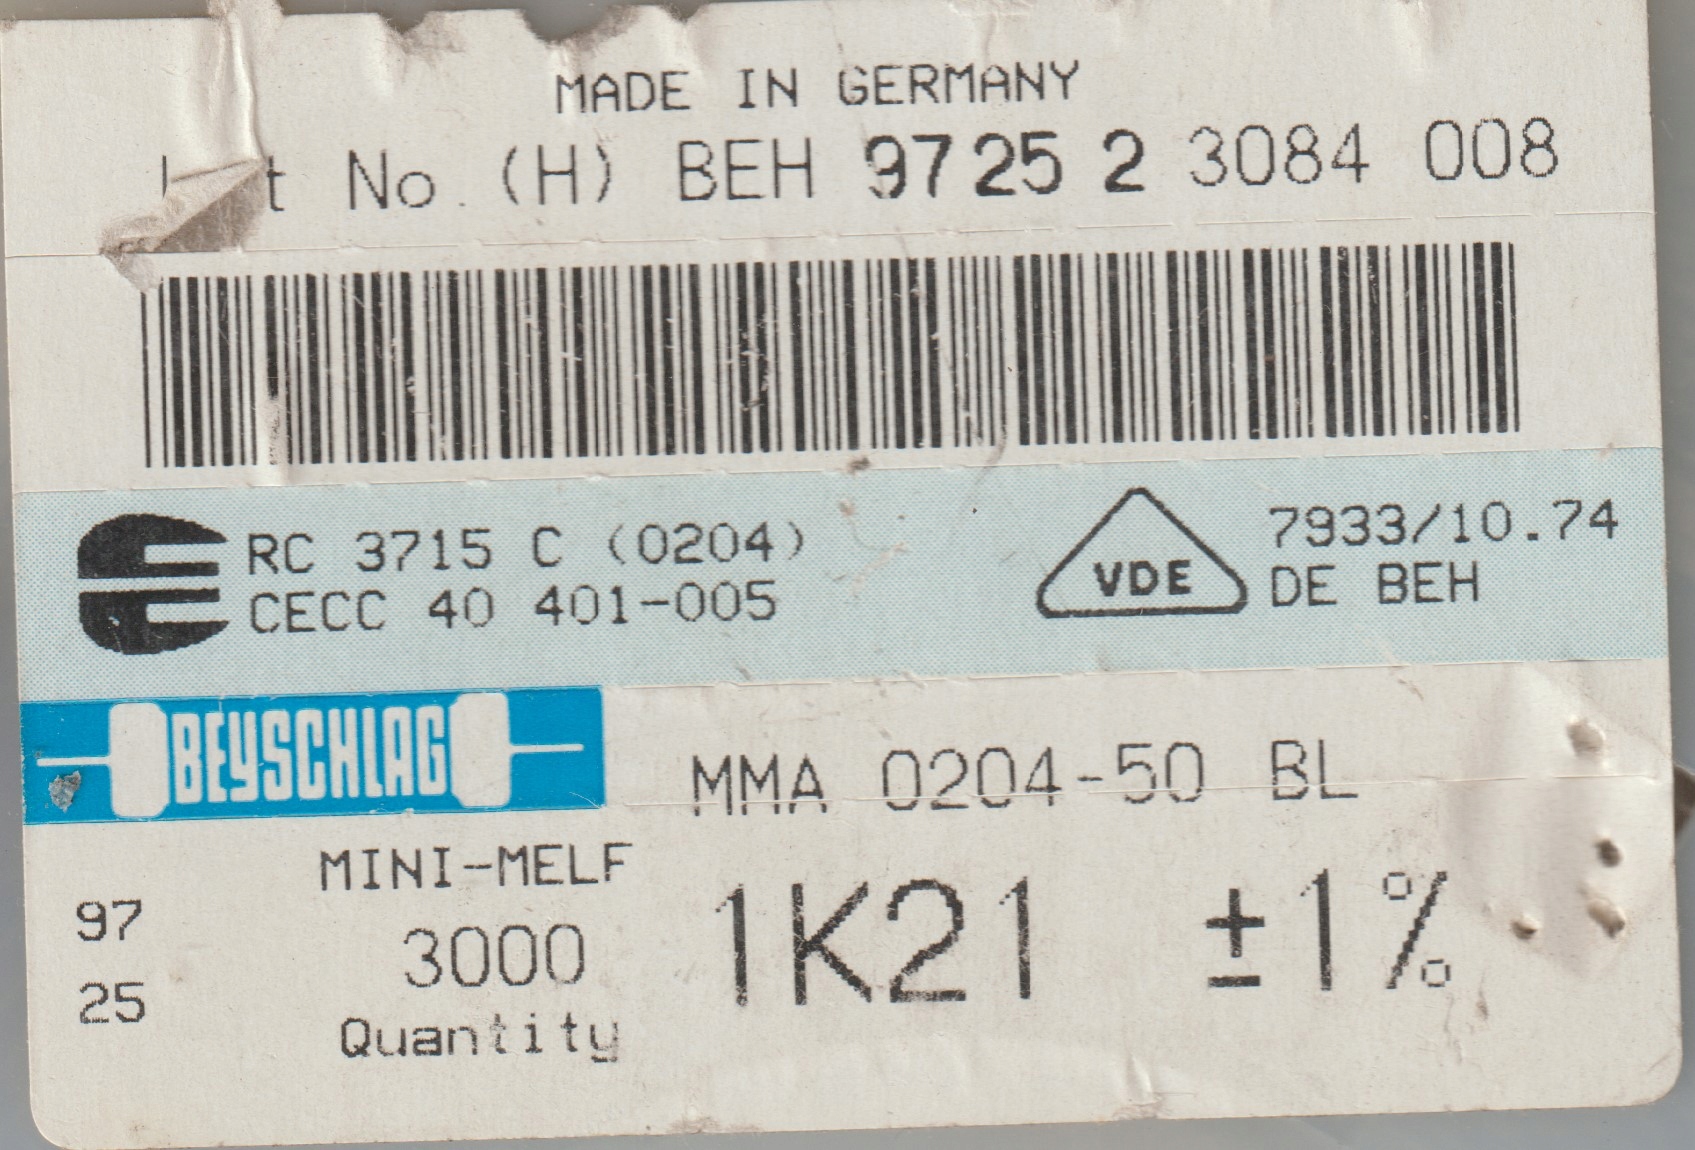 MADE IN GERMANY
No. (H) BEH 97 25 2 3084 008
RC 3715 C (0204)
CECC 40 401-005
VDE
7933/10.74
DE BEH
BEYSCHLAG
MMA 0204-50 BL
MINI-MELF
1K21 ±1%
97
3000
25
Quantity